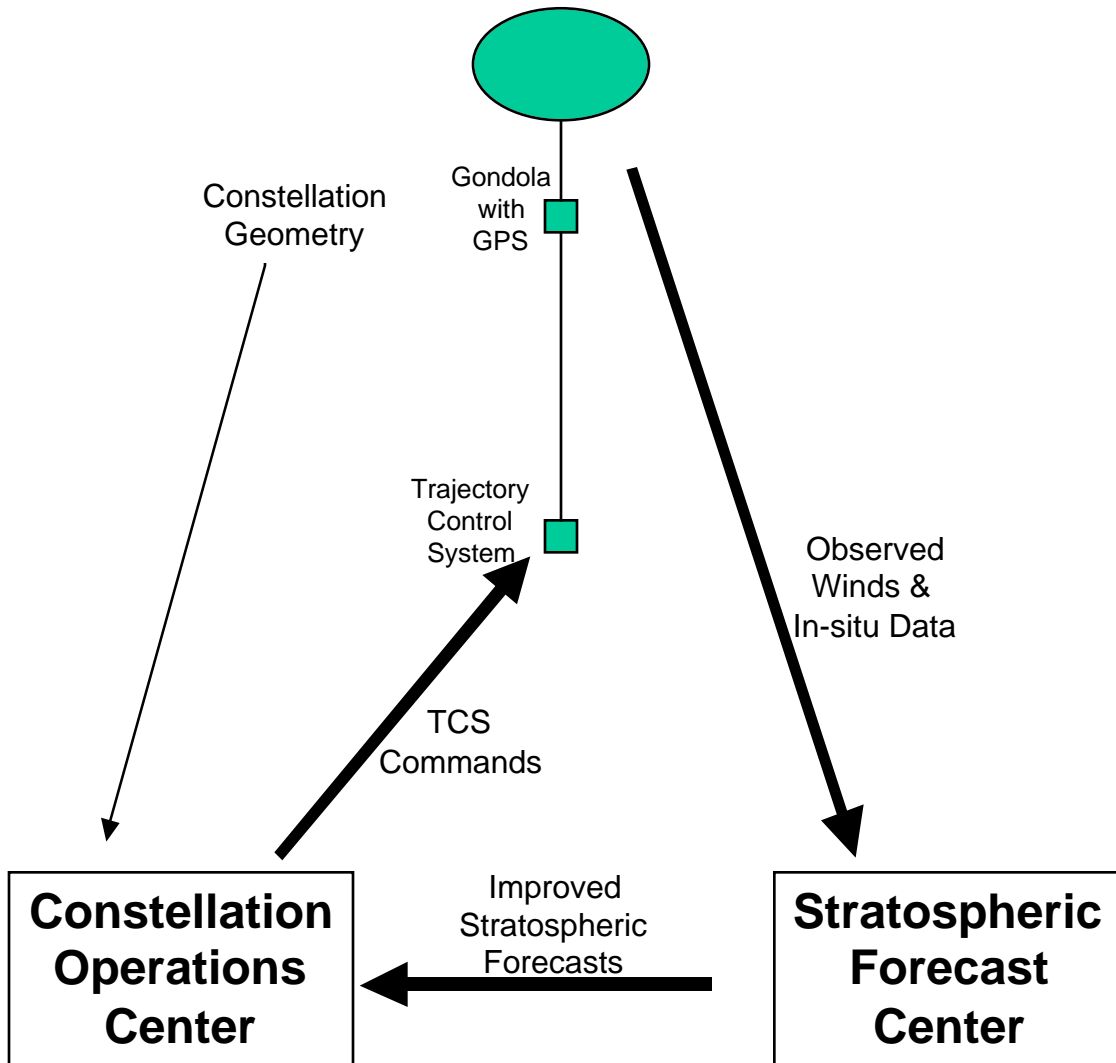 Gondola
with
GPS
Constellation
Geometry
Trajectory
Control
System
Observed
Winds &
In-situ Data
TCS
Commands
Improved
Stratospheric
Forecasts
Constellation
Operations
Center
Stratospheric
Forecast
Center